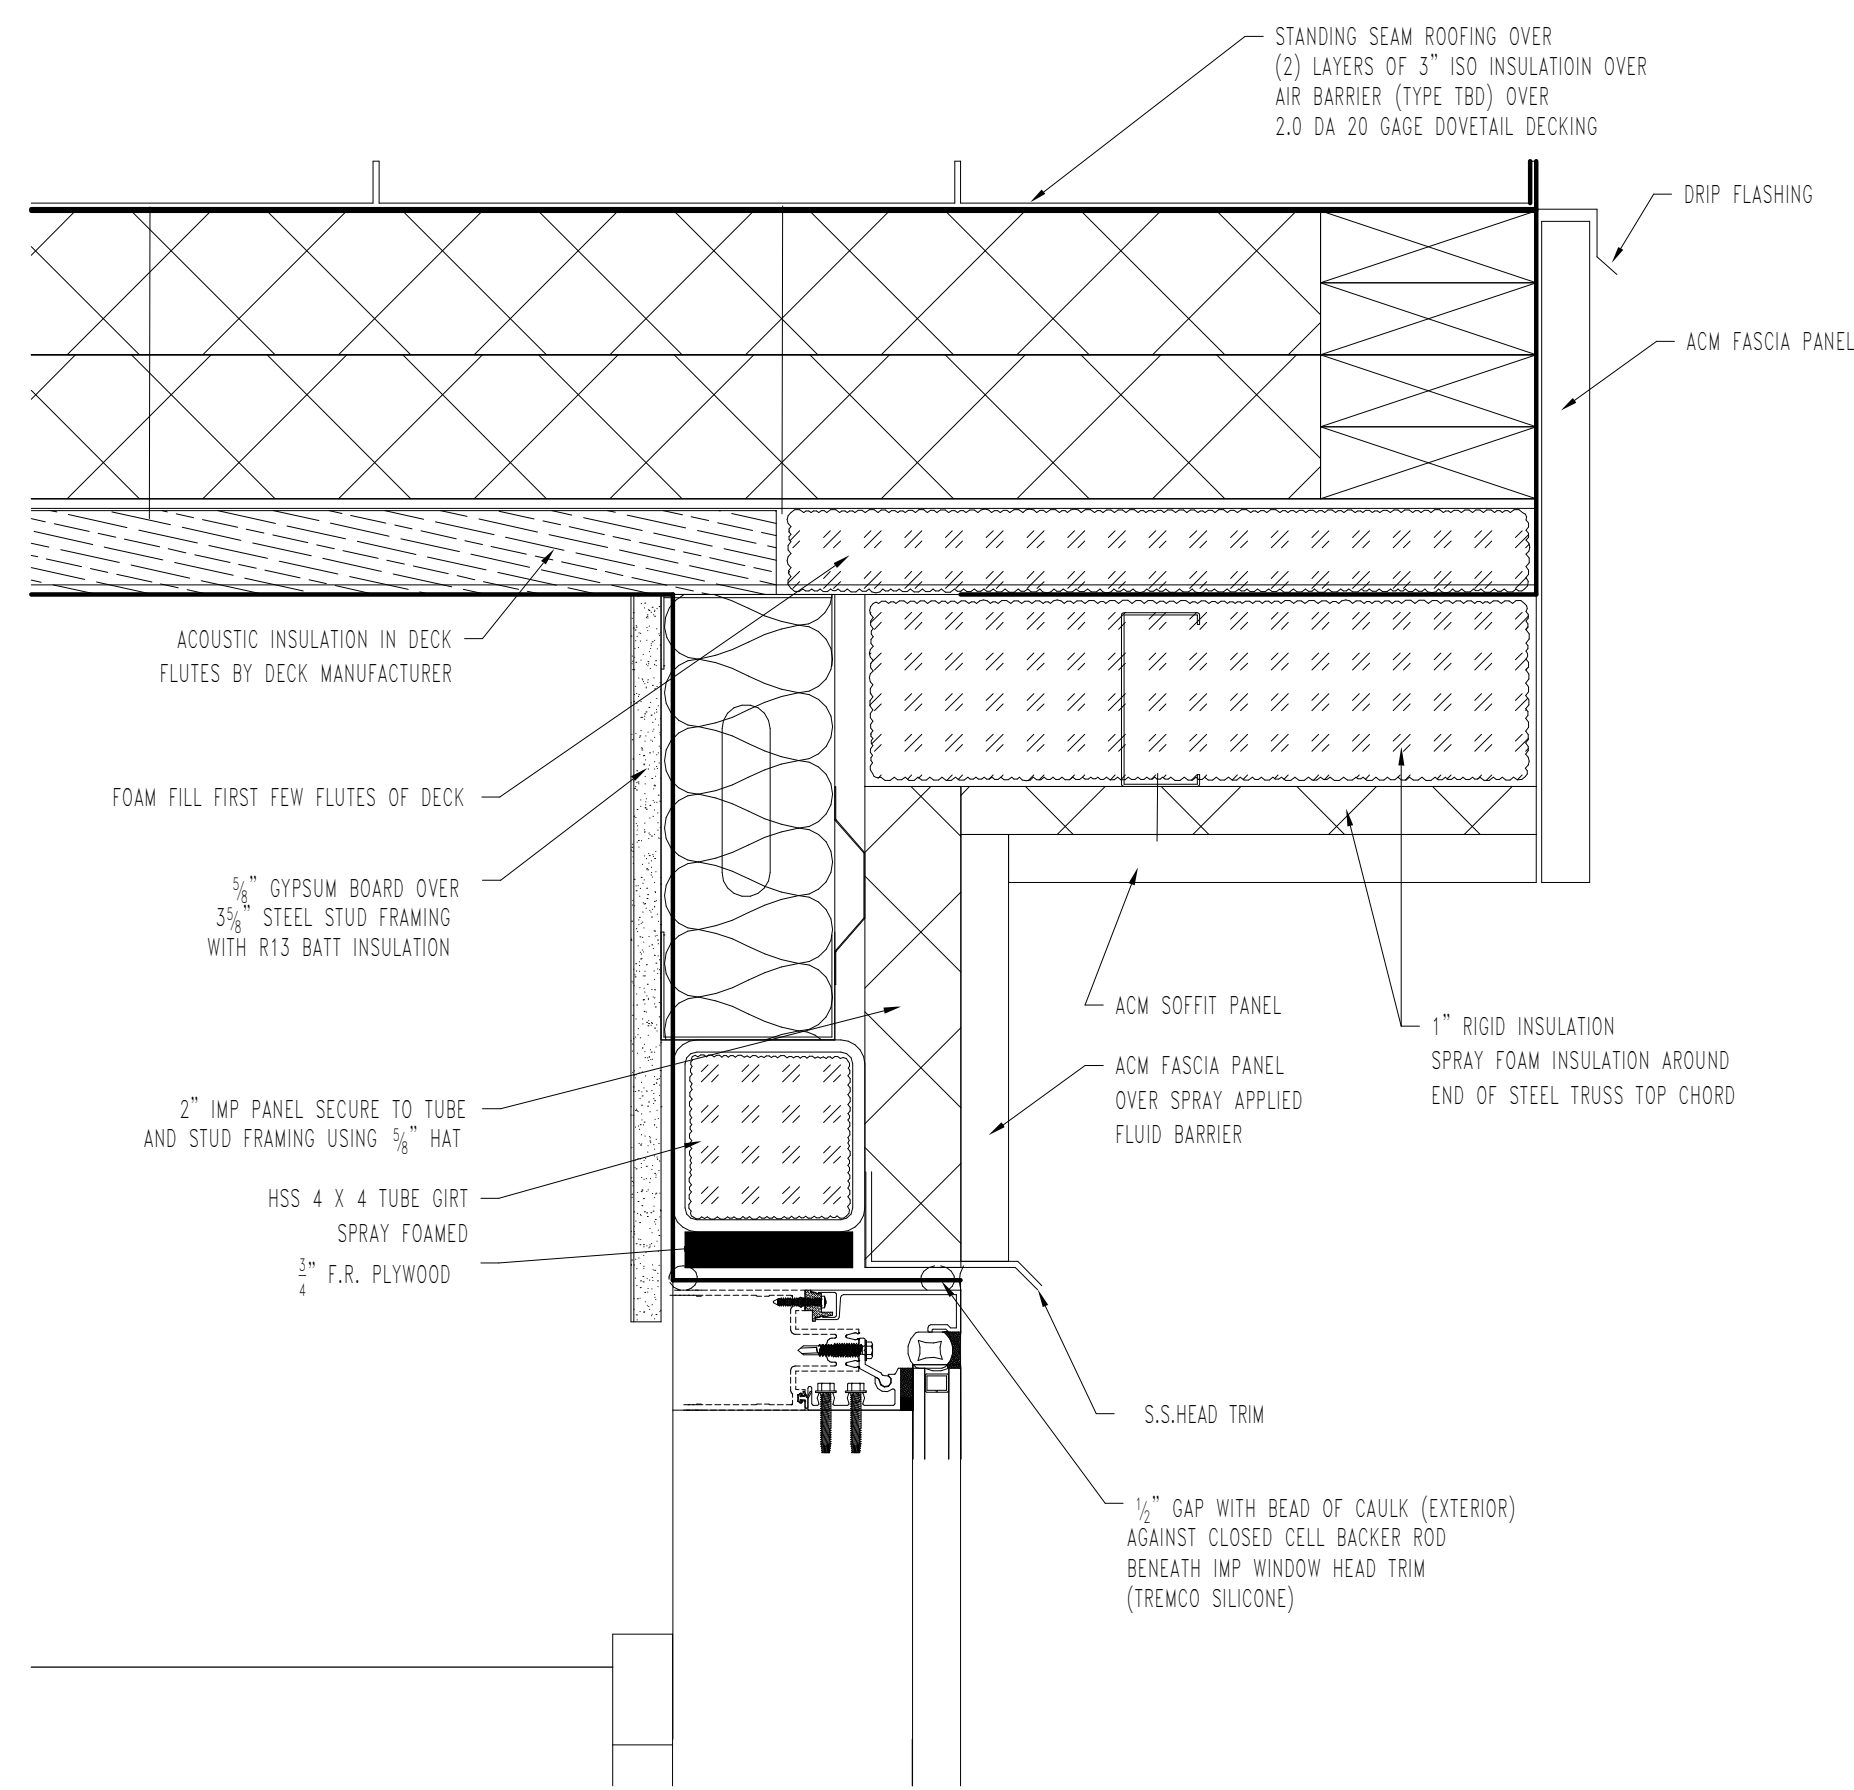 STANDING SEAM ROOFING OVER
(2) LAYERS OF 3" ISO INSULATIOIN OVER
AIR BARRIER (TYPE TBD) OVER
2.0 DA 20 GAGE DOVETAIL DECKING
DRIP FLASHING
ACM FASCIA PANEL
ACOUSTIC INSULATION IN DECK
FLUTES BY DECK MANUFACTURER
FOAM FILL FIRST FEW FLUTES OF DECK
5/8" GYPSUM BOARD OVER
3 5/8" STEEL STUD FRAMING
WITH R13 BATT INSULATION
2" IMP PANEL SECURE TO TUBE
AND STUD FRAMING USING 5/8" HAT
HSS 4 X 4 TUBE GIRT
SPRAY FOAMED
3/4" F.R. PLYWOOD
ACM SOFFIT PANEL
ACM FASCIA PANEL
OVER SPRAY APPLIED
FLUID BARRIER
1" RIGID INSULATION
SPRAY FOAM INSULATION AROUND
END OF STEEL TRUSS TOP CHORD
S.S.HEAD TRIM
1/2" GAP WITH BEAD OF CAULK (EXTERIOR)
AGAINST CLOSED CELL BACKER ROD
BENEATH IMP WINDOW HEAD TRIM
(TREMCO SILICONE)